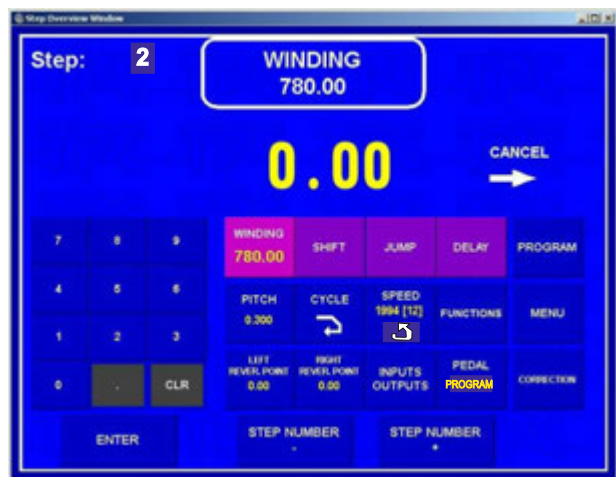 Step Overview Window
Step: 2
WINDING
780.00
0.00
CANCEL
7 8 9
WINDING
780.00
SHIFT
JUMP
DELAY
PROGRAM
4 5 6
PITCH
0.300
CYCLE
SPEED
1994 [12]
FUNCTIONS
MENU
1 2 3
LEFT
REVER. POINT
0.00
RIGHT
REVER. POINT
0.00
INPUTS
OUTPUTS
PEDAL
PROGRAM
CORRECTION
0 . CLR
ENTER
STEP NUMBER
-
STEP NUMBER
+